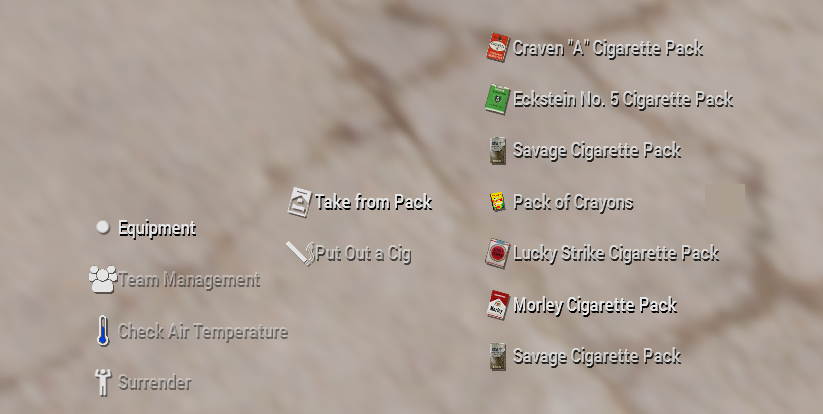 Equipment
Team Management
Check Air Temperature
Surrender
Take from Pack
Put Out a Cig
Craven "A" Cigarette Pack
Eckstein No. 5 Cigarette Pack
Savage Cigarette Pack
Pack of Crayons
Lucky Strike Cigarette Pack
Morley Cigarette Pack
Savage Cigarette Pack